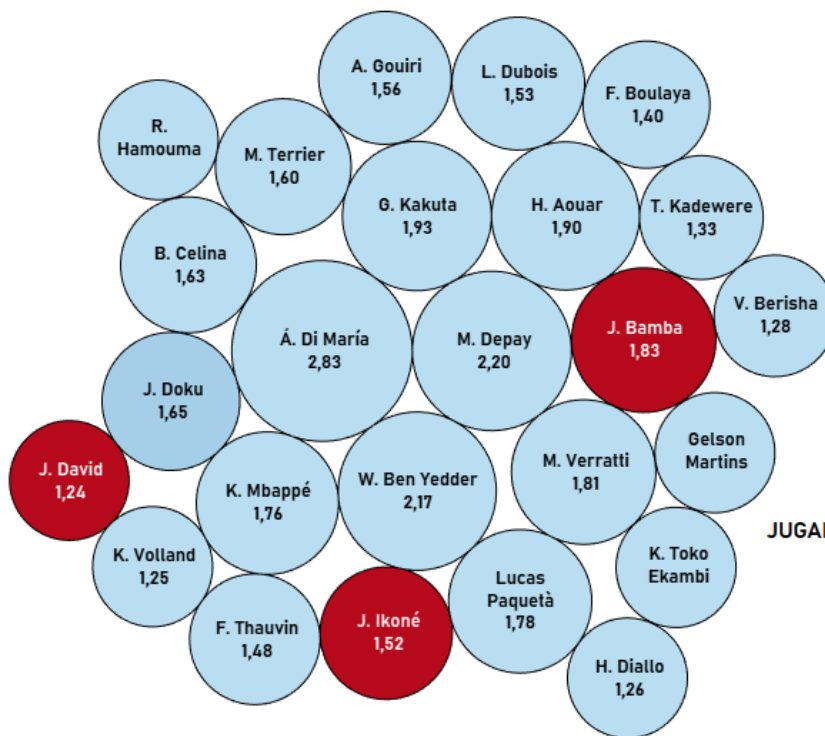 A. Gouiri
1,56
L. Dubois
1,53
F. Boulaya
1,40
R.
Hamouma
M. Terrier
1,60
G. Kakuta
1,93
H. Aouar
1,90
T. Kadewere
1,33
B. Celina
1,63
V. Berisha
1,28
J. Bamba
1,83
Á. Di María
2,83
M. Depay
2,20
J. Doku
1,65
Gelson
Martins
J. David
1,24
K. Mbappé
1,76
W. Ben Yedder
2,17
M. Verratti
1,81
JUGA
K. Volland
1,25
K. Toko
Ekambi
Lucas
Paquetà
1,78
F. Thauvin
1,48
J. Ikoné
1,52
H. Diallo
1,26